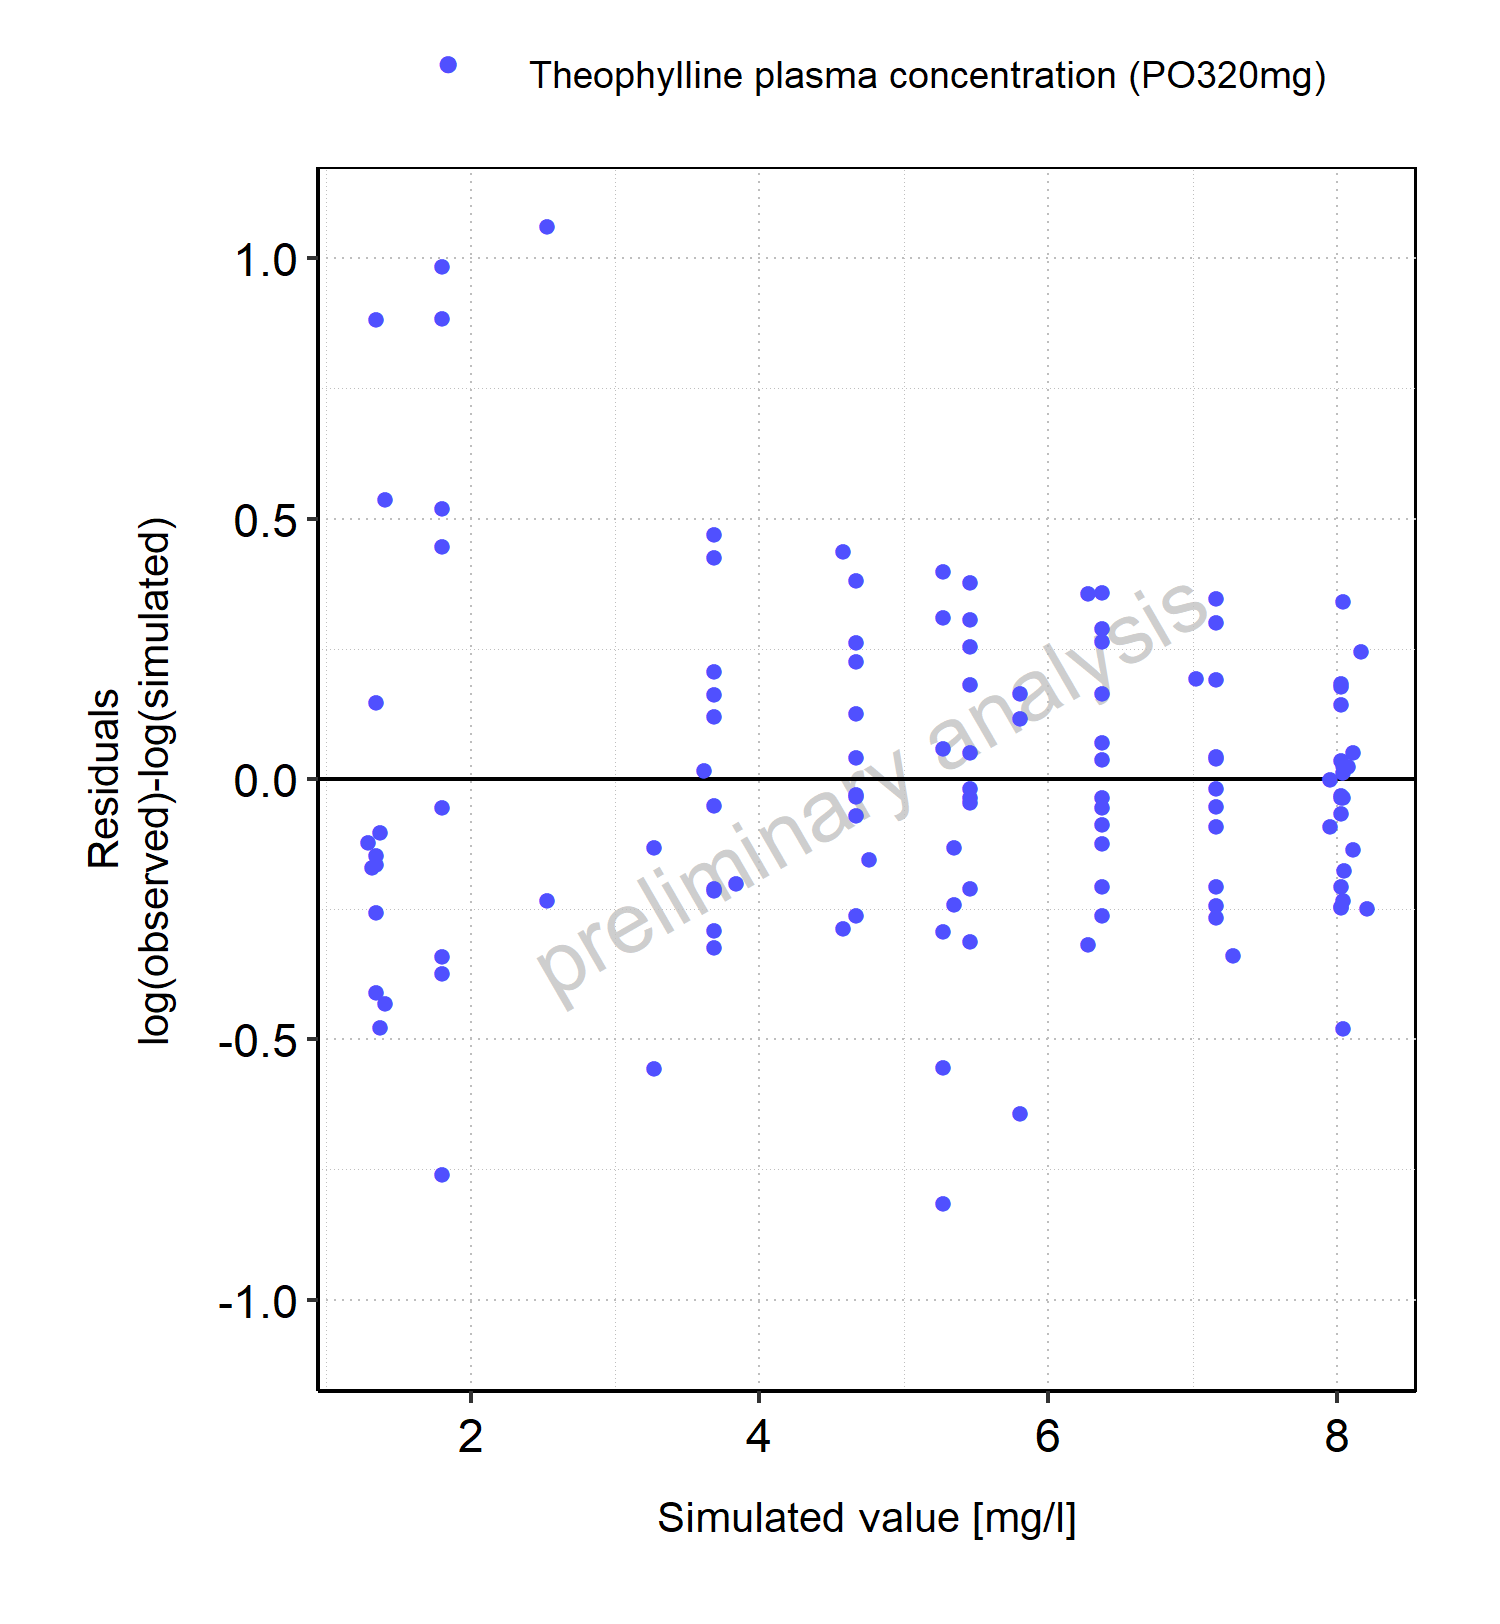 Theophylline plasma concentration (PO320mg)
1.0
0.5
0.0
-0.5
-1.0
Residuals
log(observed)-log(simulated)
preliminary analysis
2 4 6 8
Simulated value [mg/l]